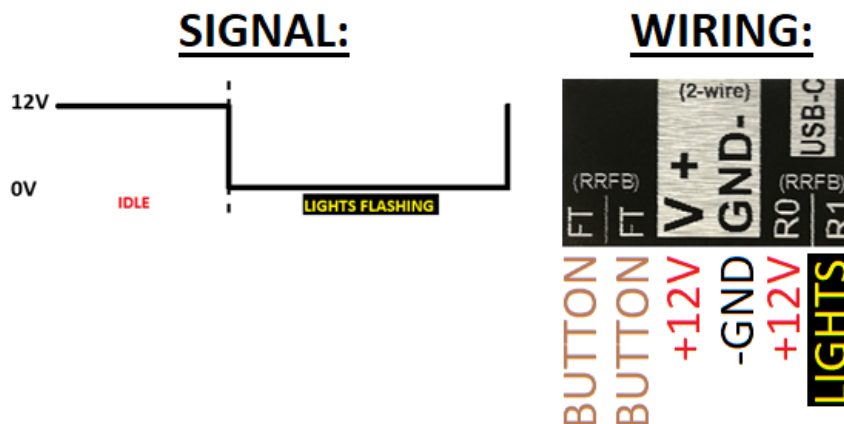 SIGNAL:
12V
0V
IDLE
LIGHTS FLASHING
WIRING:
(2-wire)
USB-C
V+
GND-
(RRFB)
FT
FT
(RRFB)
R0
R1
BUTTON
BUTTON
+12V
-GND
+12V
LIGHTS